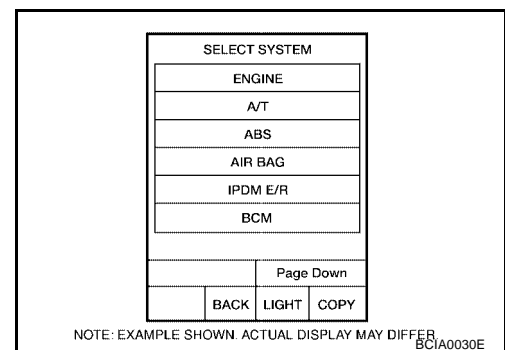 SELECT SYSTEM
ENGINE
A/T
ABS
AIR BAG
IPDM E/R
BCM
Page Down
BACK LIGHT COPY
NOTE: EXAMPLE SHOWN. ACTUAL DISPLAY MAY DIFFER.
BCIA0030E